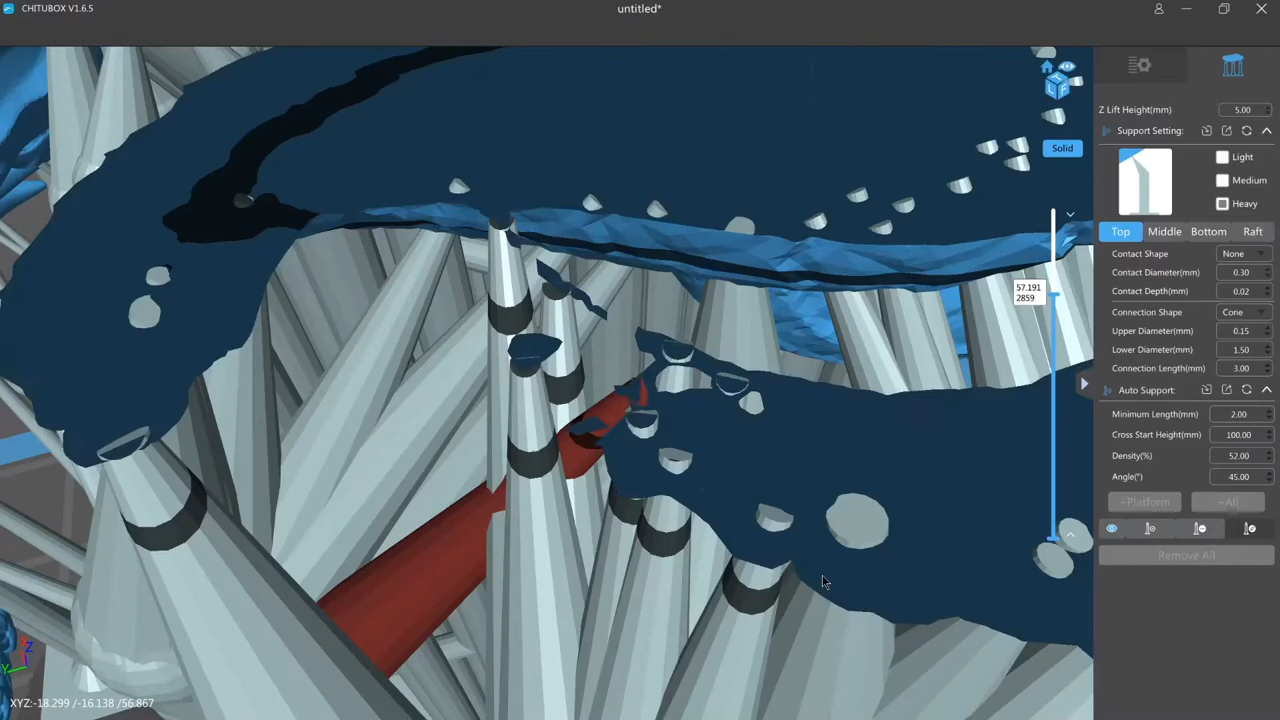 CHITUBOX V1.6.5
untitled*
Z Lift Height(mm) 5.00
Support Setting:
Light
Medium
Heavy
Top Middle Bottom Raft
Contact Shape None
Contact Diameter(mm) 0.30
Contact Depth(mm) 0.02
Connection Shape Cone
Upper Diameter(mm) 0.15
Lower Diameter(mm) 1.50
Connection Length(mm) 3.00
Auto Support:
Minimum Length(mm) 2.00
Cross Start Height(mm) 100.00
Density(%) 52.00
Angle(°) 45.00
+Platform +All
Remove All
Solid
57.191
2859
T
L F
X
Z
Y
XYZ:-18.299 /-16.138 /56.867